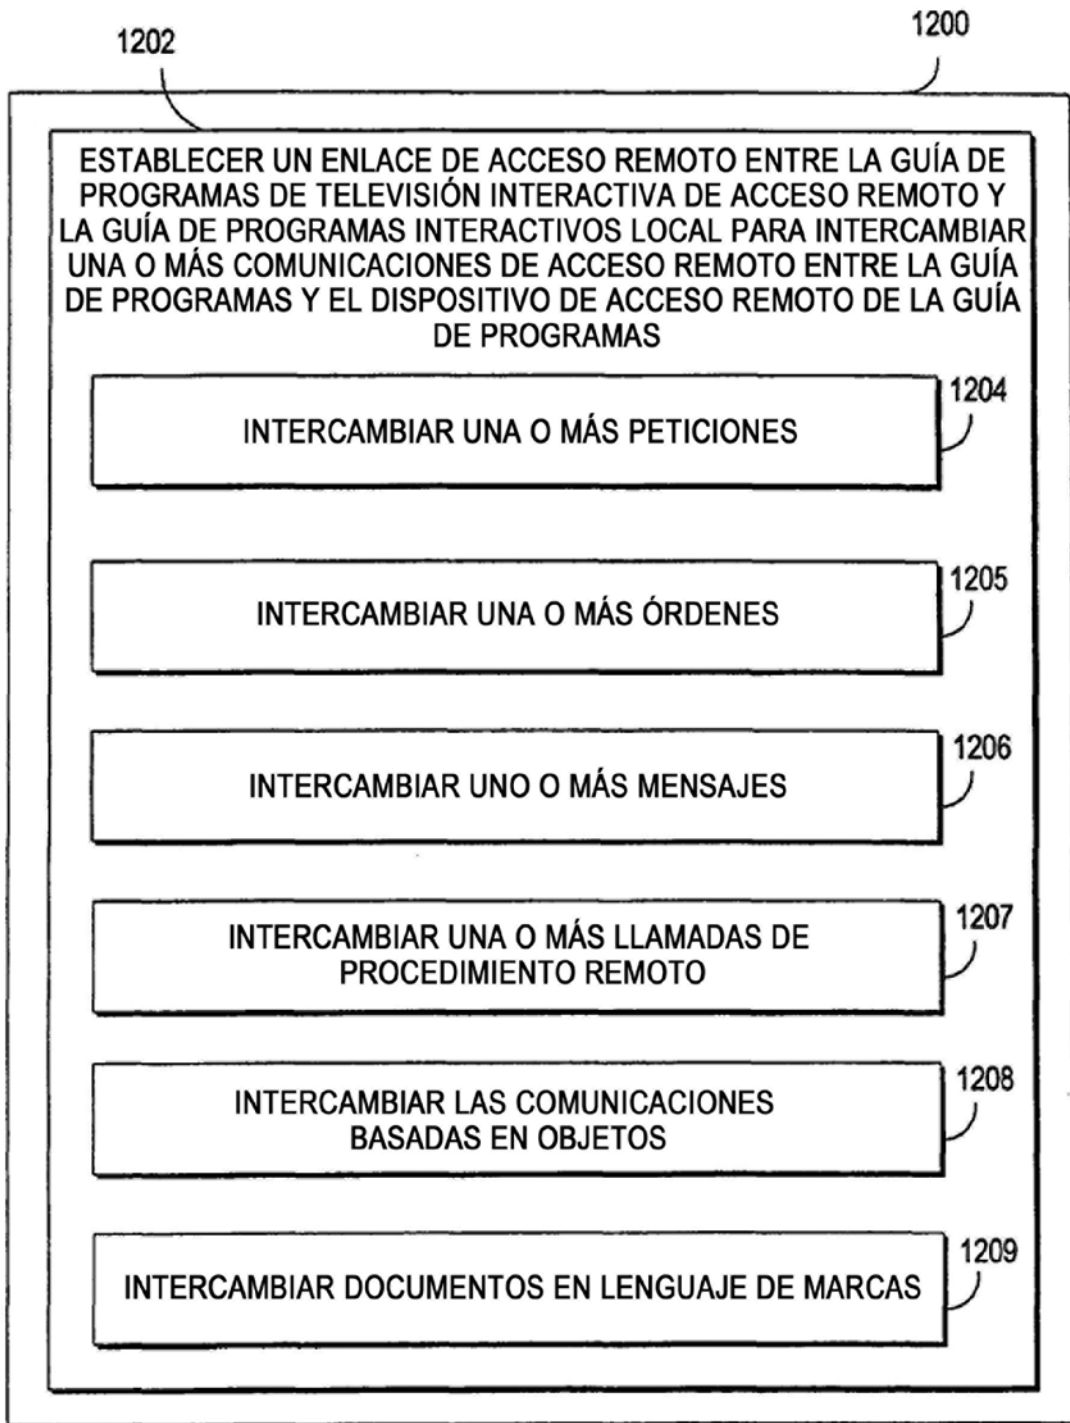 1202
1200
ESTABLECER UN ENLACE DE ACCESO REMOTO ENTRE LA GUÍA DE
PROGRAMAS DE TELEVISIÓN INTERACTIVA DE ACCESO REMOTO Y
LA GUÍA DE PROGRAMAS INTERACTIVOS LOCAL PARA INTERCAMBIAR
UNA O MÁS COMUNICACIONES DE ACCESO REMOTO ENTRE LA GUÍA
DE PROGRAMAS Y EL DISPOSITIVO DE ACCESO REMOTO DE LA GUÍA
DE PROGRAMAS
1204
INTERCAMBIAR UNA O MÁS PETICIONES
1205
INTERCAMBIAR UNA O MÁS ÓRDENES
1206
INTERCAMBIAR UNO O MÁS MENSAJES
1207
INTERCAMBIAR UNA O MÁS LLAMADAS DE
PROCEDIMIENTO REMOTO
1208
INTERCAMBIAR LAS COMUNICACIONES
BASADAS EN OBJETOS
1209
INTERCAMBIAR DOCUMENTOS EN LENGUAJE DE MARCAS